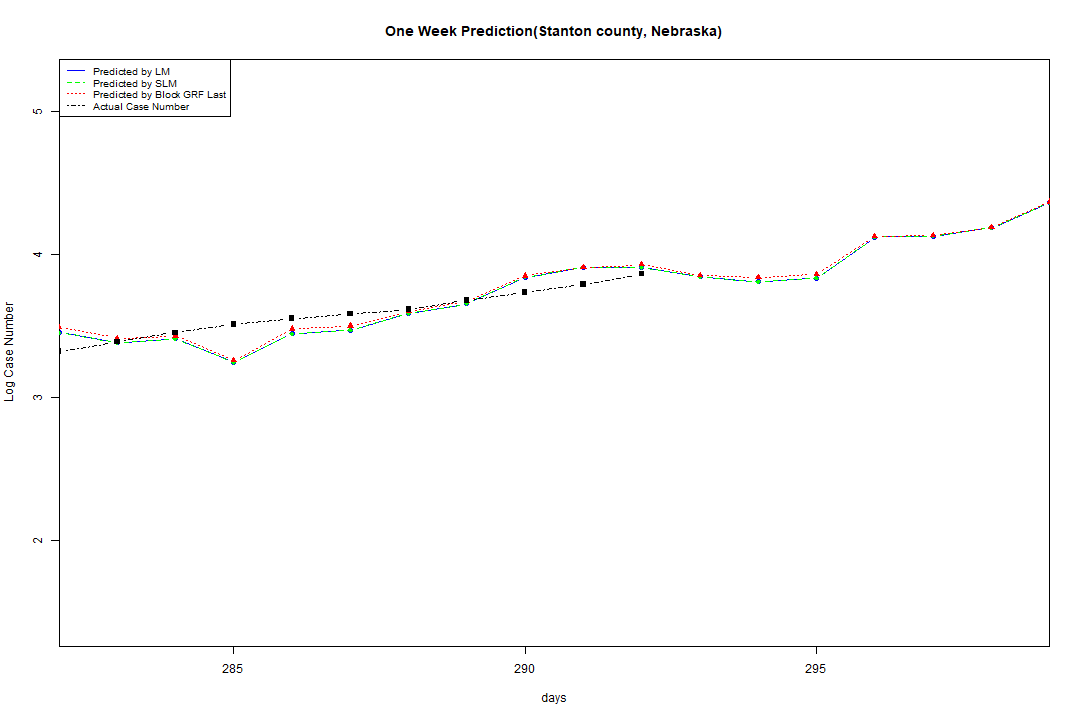 One Week Prediction(Stanton county, Nebraska)
Predicted by LM
Predicted by SLM
Predicted by Block GRF Last
Actual Case Number
5
4
3
2
Log Case Number
285
290
295
days